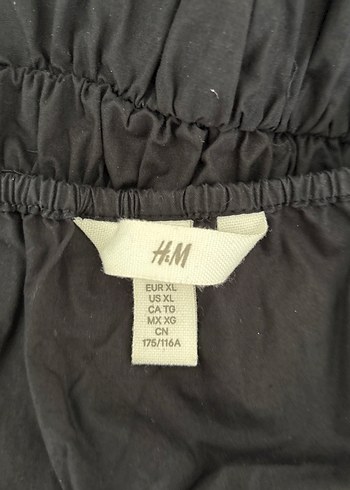 H&M
EUR XL
US XL
CA TG
MX XG
CN
175/116A